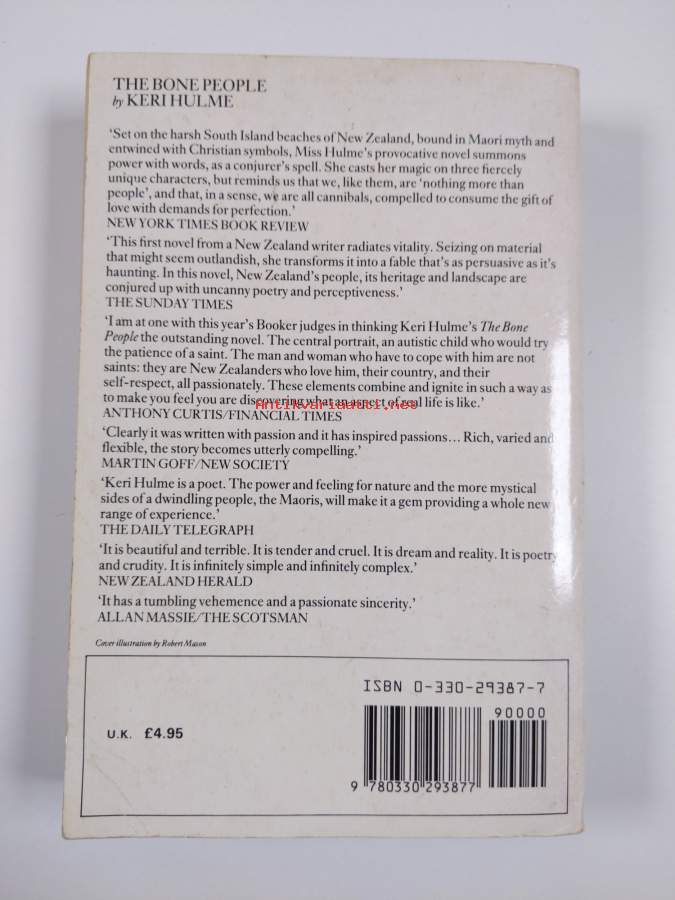 THE BONE PEOPLE
by KERI HULME
‘Set on the harsh South Island beaches of New Zealand, bound in Maori myth and
entwined with Christian symbols, Miss Hulme’s provocative novel summons
power with words, as a conjurer’s spell. She casts her magic on three fiercely
unique characters, but reminds us that we, like them, are ‘nothing more than
people’, and that, in a sense, we are all cannibals, compelled to consume the gift of
love with demands for perfection.’
NEW YORK TIMES BOOK REVIEW
‘This first novel from a New Zealand writer radiates vitality. Seizing on material
that might seem outlandish, she transforms it into a fable that’s as persuasive as it’s
haunting. In this novel, New Zealand’s people, its heritage and landscape are
conjured up with uncanny poetry and perceptiveness.’
THE SUNDAY TIMES
‘I am at one with this year’s Booker judges in thinking Keri Hulme’s The Bone
People the outstanding novel. The central portrait, an autistic child who would try
the patience of a saint. The man and woman who have to cope with him are not
saints: they are New Zealanders who love him, their country, and their
self-respect, all passionately. These elements combine and ignite in such a way as
to make you feel you are discovering what an aspect of real life is like.’
Antikvariaatti.net
ANTHONY CURTIS/FINANCIAL TIMES
‘Clearly it was written with passion and it has inspired passions... Rich, varied and
flexible, the story becomes utterly compelling.’
MARTIN GOFF/NEW SOCIETY
‘Keri Hulme is a poet. The power and feeling for nature and the more mystical
sides of a dwindling people, the Maoris, will make it a gem providing a whole new
range of experience.’
THE DAILY TELEGRAPH
‘It is beautiful and terrible. It is tender and cruel. It is dream and reality. It is poetry
and crudity. It is infinitely simple and infinitely complex.’
NEW ZEALAND HERALD
‘It has a tumbling vehemence and a passionate sincerity.’
ALLAN MASSIE/THE SCOTSMAN
Cover illustration by Robert Mason
ISBN 0-330-29387-7
90000
U.K. £4.95
9 780330 293877